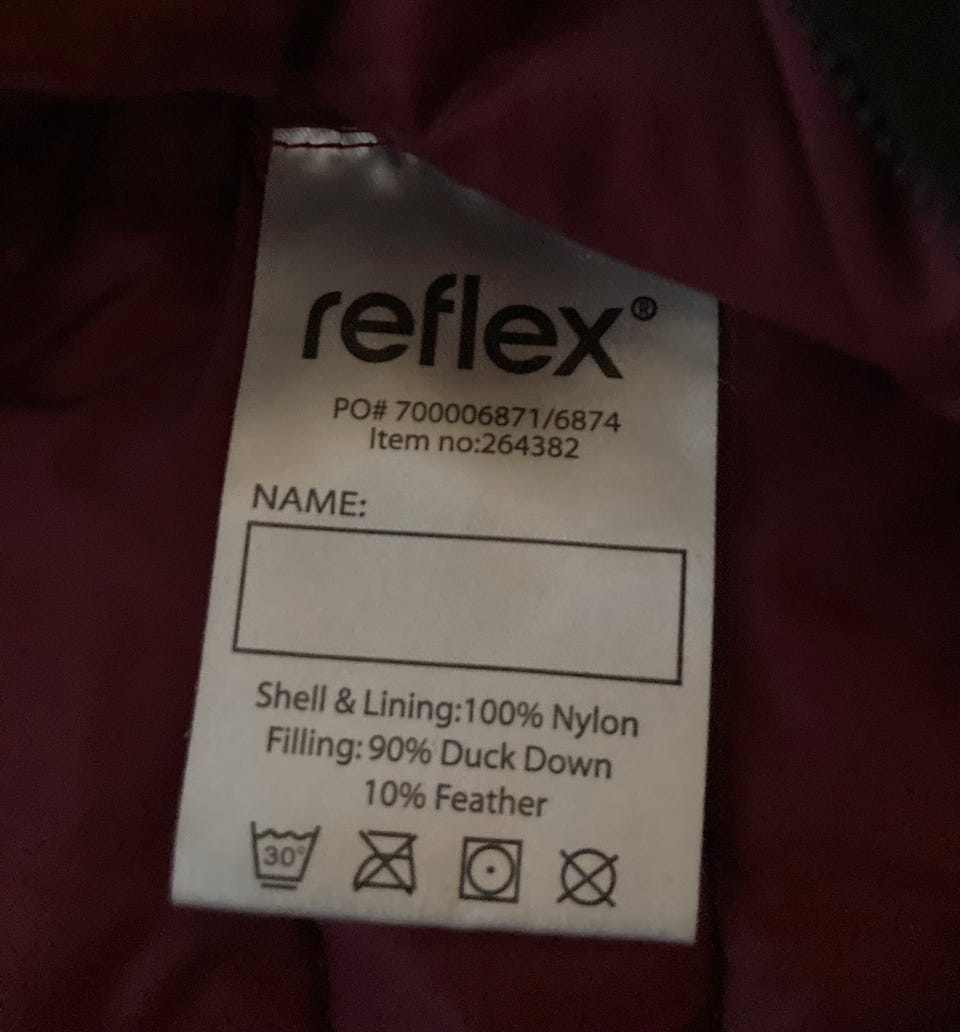 reflex®
PO# 700006871/6874
Item no:264382
NAME:
Shell & Lining:100% Nylon
Filling: 90% Duck Down
10% Feather
30°